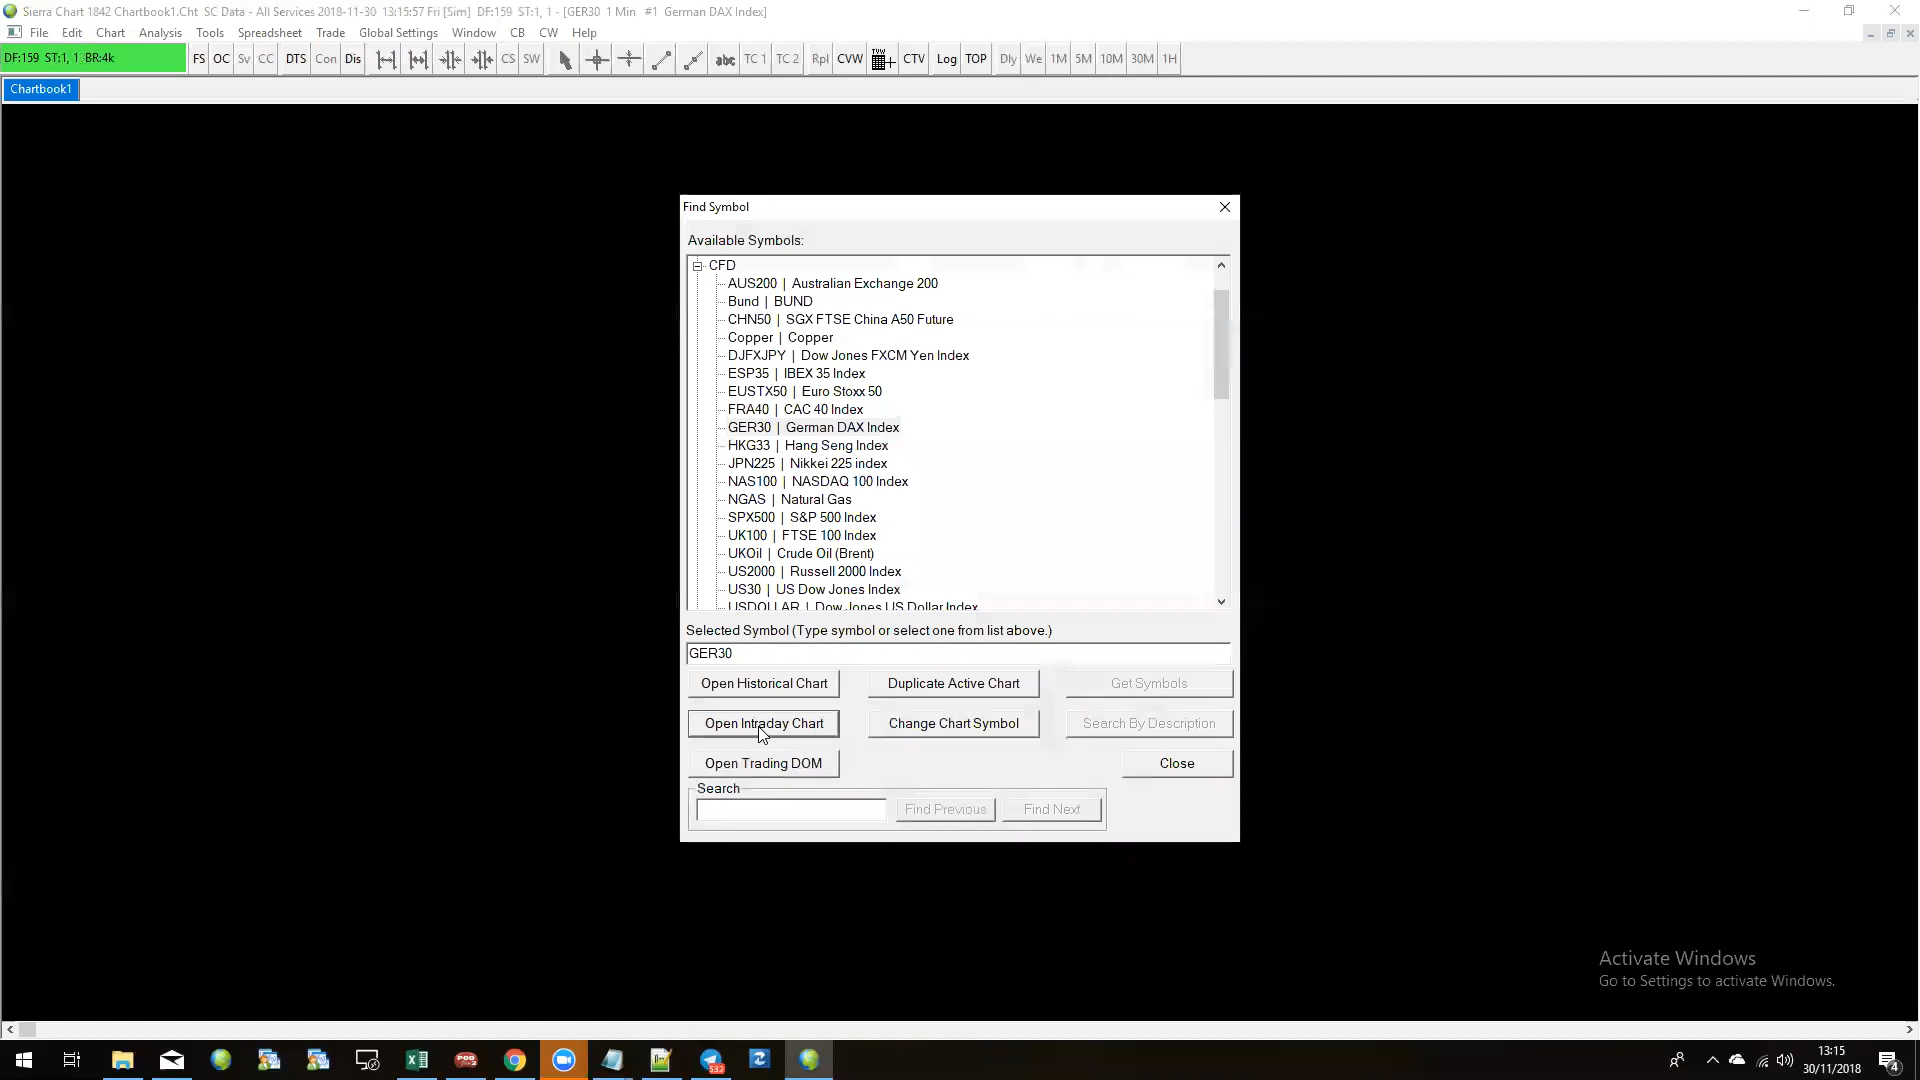 Sierra Chart 1842 Chartbook1.Cht  SC Data - All Services 2018-11-30  13:15:57 Fri [Sim]  DF:159  ST:1, 1 - [GER30  1 Min   #1  German DAX Index]
File Edit Chart Analysis Tools Spreadsheet Trade Global Settings Window CB CW Help
DF:159  ST:1, 1  BR:4k FS OC Sv CC DTS Con Dis CS SW abc TC 1 TC 2 Rpl CVW TVW CTV Log TOP Dly We 1M 5M 10M 30M 1H
Chartbook1
Find Symbol
Available Symbols:
CFD
AUS200 | Australian Exchange 200
Bund | BUND
CHN50 | SGX FTSE China A50 Future
Copper | Copper
DJFXJPY | Dow Jones FXCM Yen Index
ESP35 | IBEX 35 Index
EUSTX50 | Euro Stoxx 50
FRA40 | CAC 40 Index
GER30 | German DAX Index
HKG33 | Hang Seng Index
JPN225 | Nikkei 225 index
NAS100 | NASDAQ 100 Index
NGAS | Natural Gas
SPX500 | S&P 500 Index
UK100 | FTSE 100 Index
UKOil | Crude Oil (Brent)
US2000 | Russell 2000 Index
US30 | US Dow Jones Index
USDOLLAR | Dow Jones US Dollar Index
Selected Symbol (Type symbol or select one from list above.)
GER30
Open Historical Chart Duplicate Active Chart Get Symbols
Open Intraday Chart Change Chart Symbol Search By Description
Open Trading DOM Close
Search
Find Previous Find Next
Activate Windows
Go to Settings to activate Windows.
13:15
30/11/2018
4
532